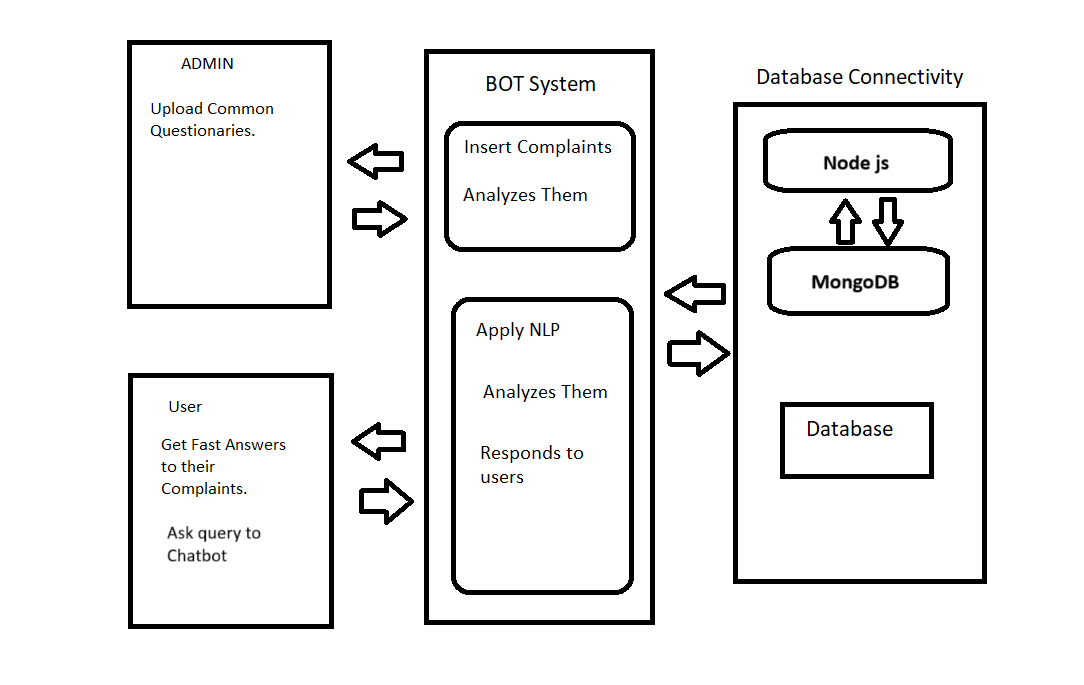 ADMIN
Upload Common
Questionaries.
User
Get Fast Answers
to their
Complaints.
Ask query to
Chatbot
BOT System
Insert Complaints
Analyzes Them
Apply NLP
Analyzes Them
Responds to
users
Database Connectivity
Node js
MongoDB
Database